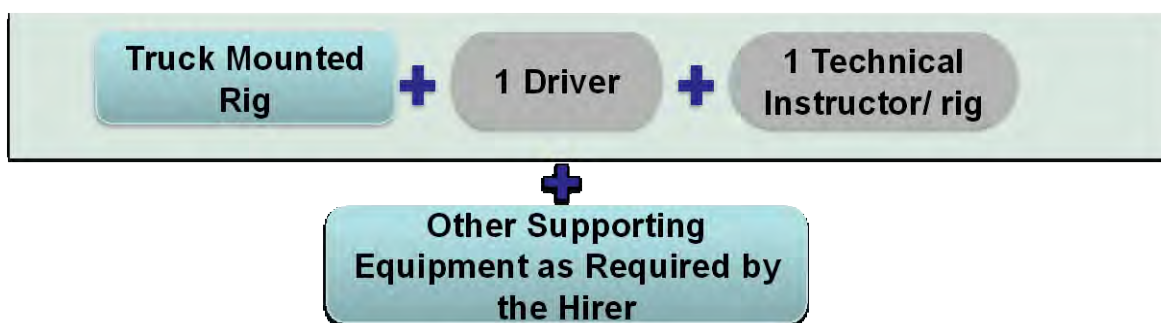 Truck Mounted
Rig
+
1 Driver
+
1 Technical
Instructor/ rig
+
Other Supporting
Equipment as Required by
the Hirer